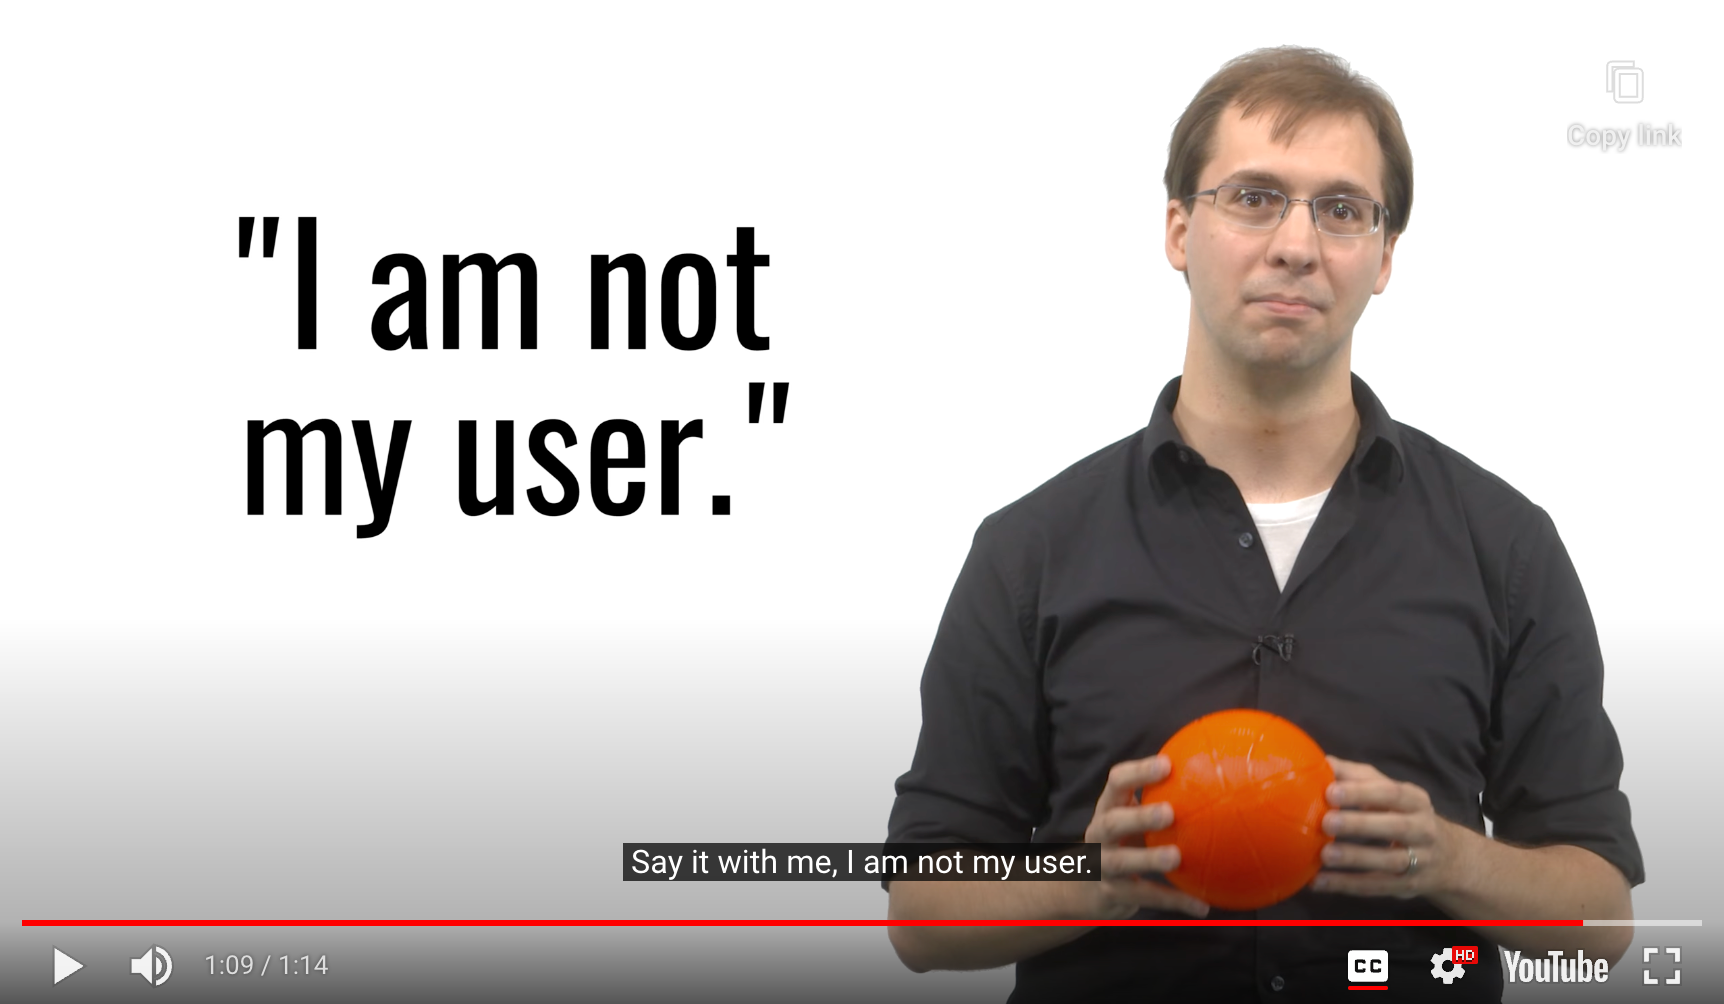 Copy link
"I am not
my user."
Say it with me, I am not my user.
1:09 / 1:14
CC
HD
YouTube